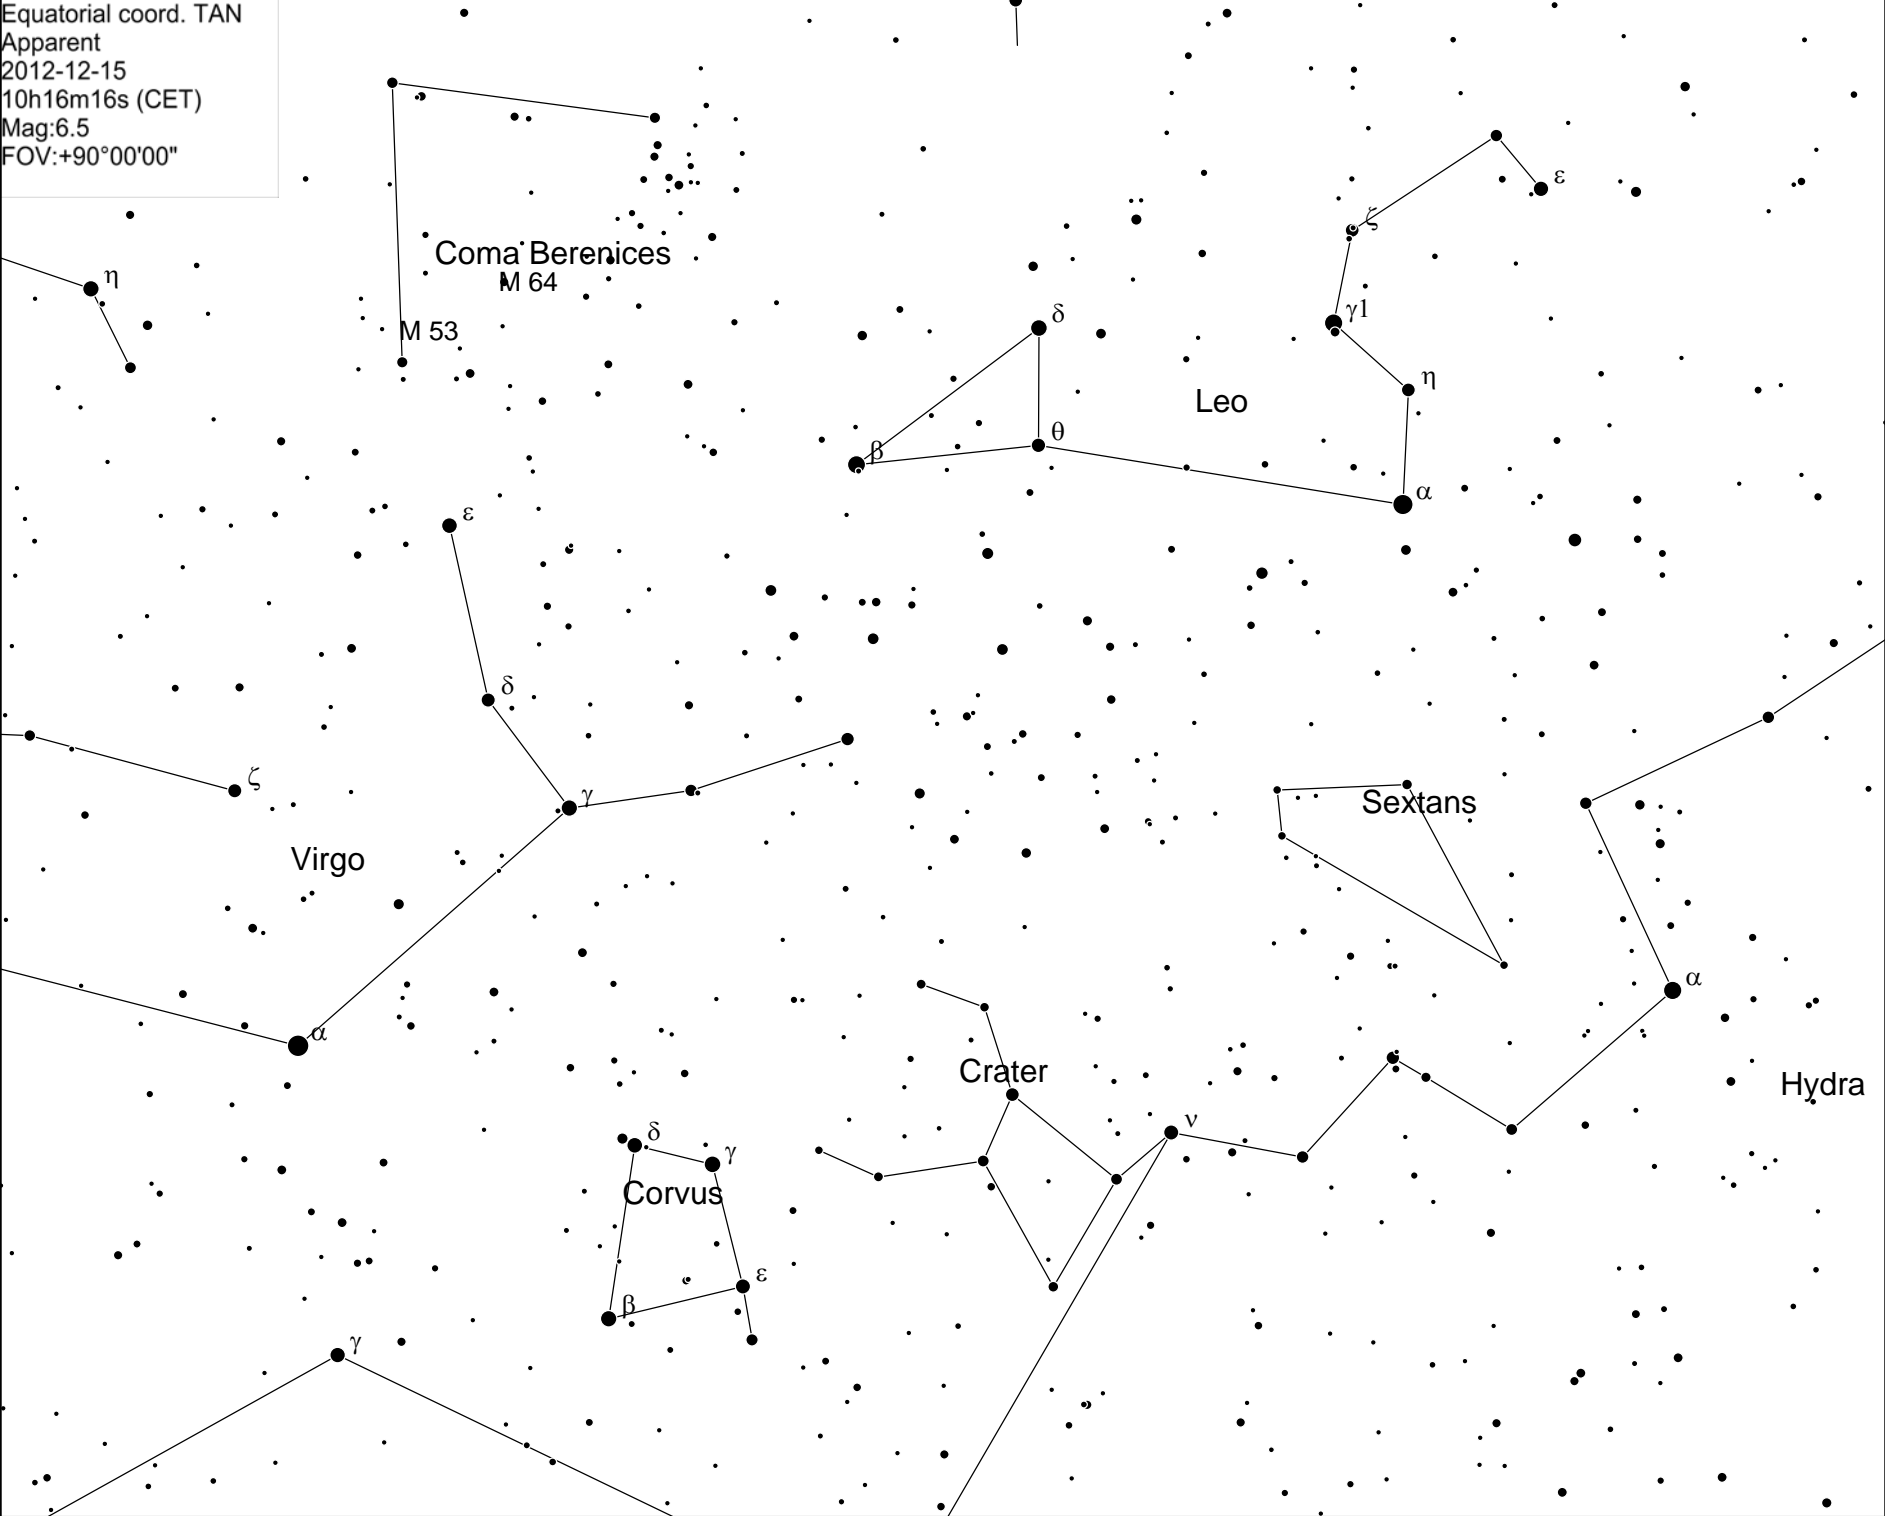 Equatorial coord. TAN
Apparent
2012-12-15
10h16m16s (CET)
Mag:6.5
FOV:+90°00'00"
ε
ζ
Coma Berenices
η
M 64
δ
γ1
M 53
η
Leo
θ
β
α
ε
δ
ζ
γ
Sextans
Virgo
α
α
Crater
Hydra
ν
δ
γ
Corvus
ε
β
γ